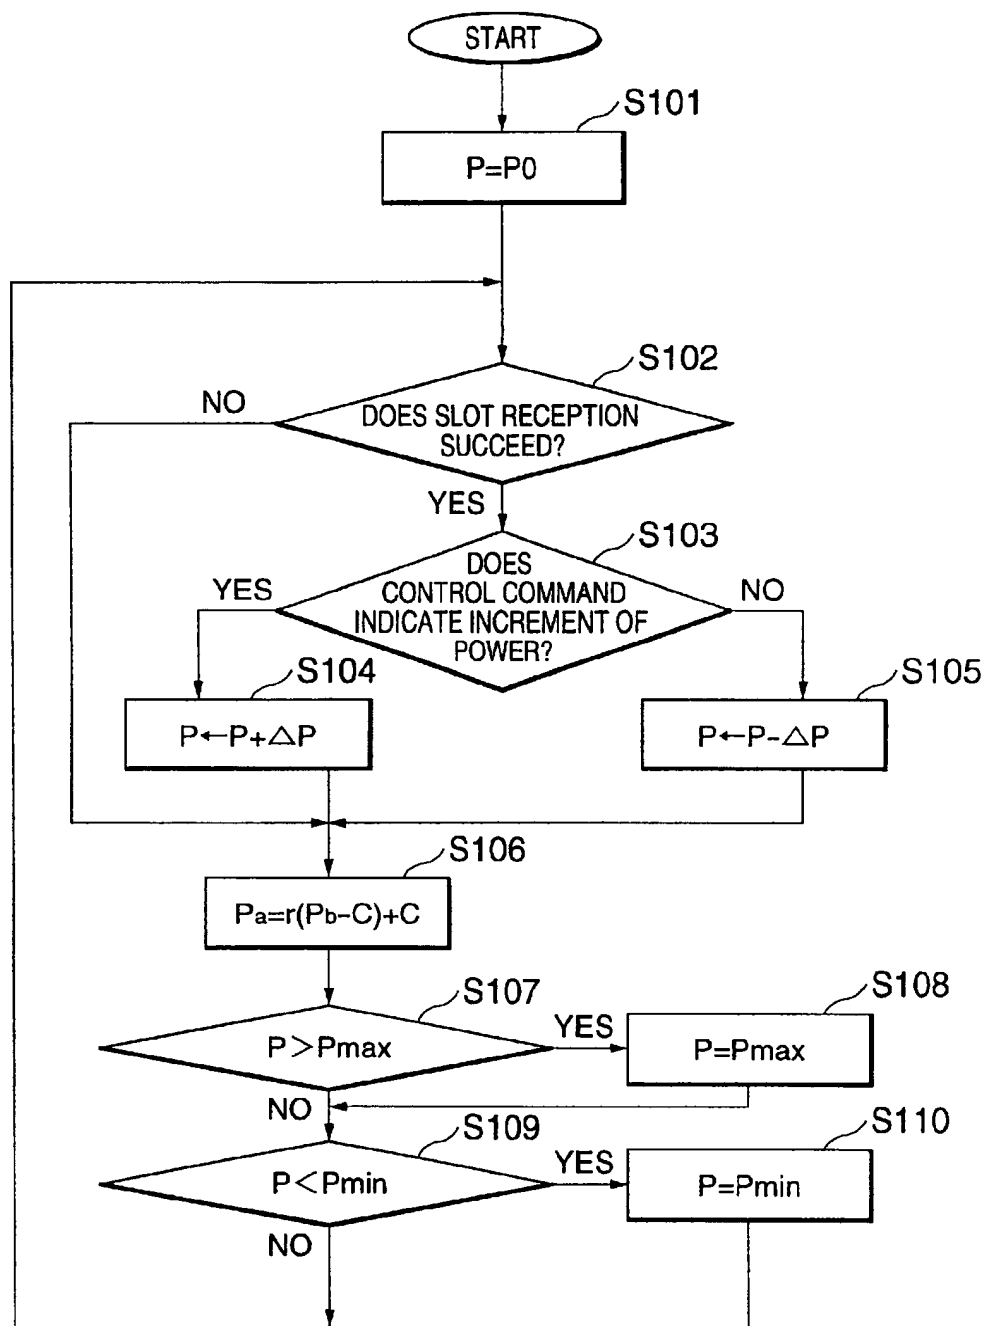 START
S101
P=P0
S102
NO
DOES SLOT RECEPTION
SUCCEED?
YES
S103
DOES
CONTROL COMMAND
INDICATE INCREMENT OF
POWER?
YES
NO
S104
P←P+△P
S105
P←P-△P
S106
Pa=r(Pb-C)+C
S107
P>Pmax
YES
S108
P=Pmax
NO
S109
P<Pmin
YES
S110
P=Pmin
NO